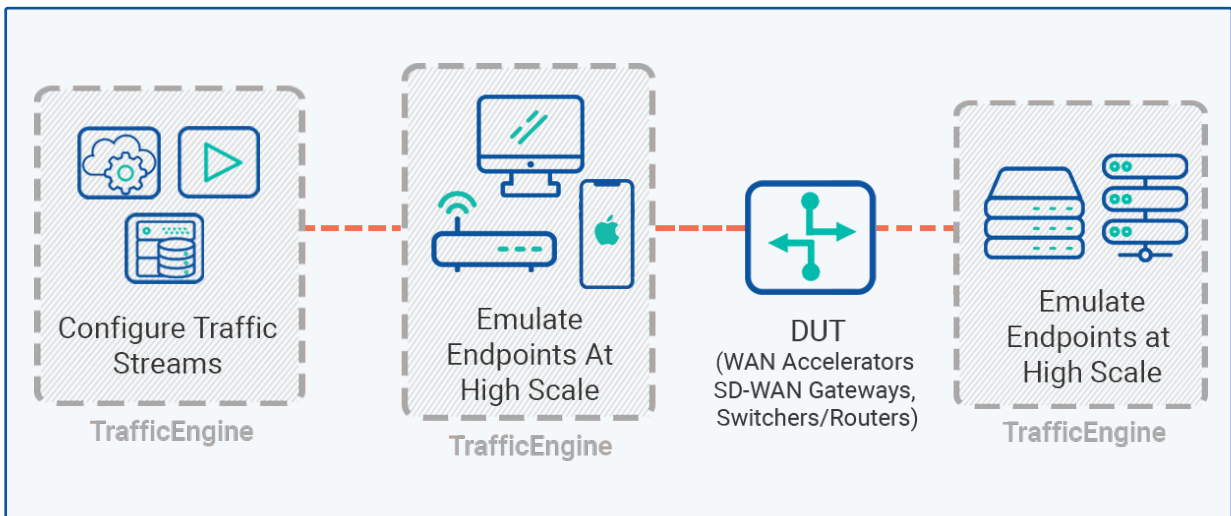 Configure Traffic
Streams
TrafficEngine
Emulate
Endpoints At
High Scale
TrafficEngine
DUT
(WAN Accelerators
SD-WAN Gateways,
Switchers/Routers)
Emulate
Endpoints at
High Scale
TrafficEngine